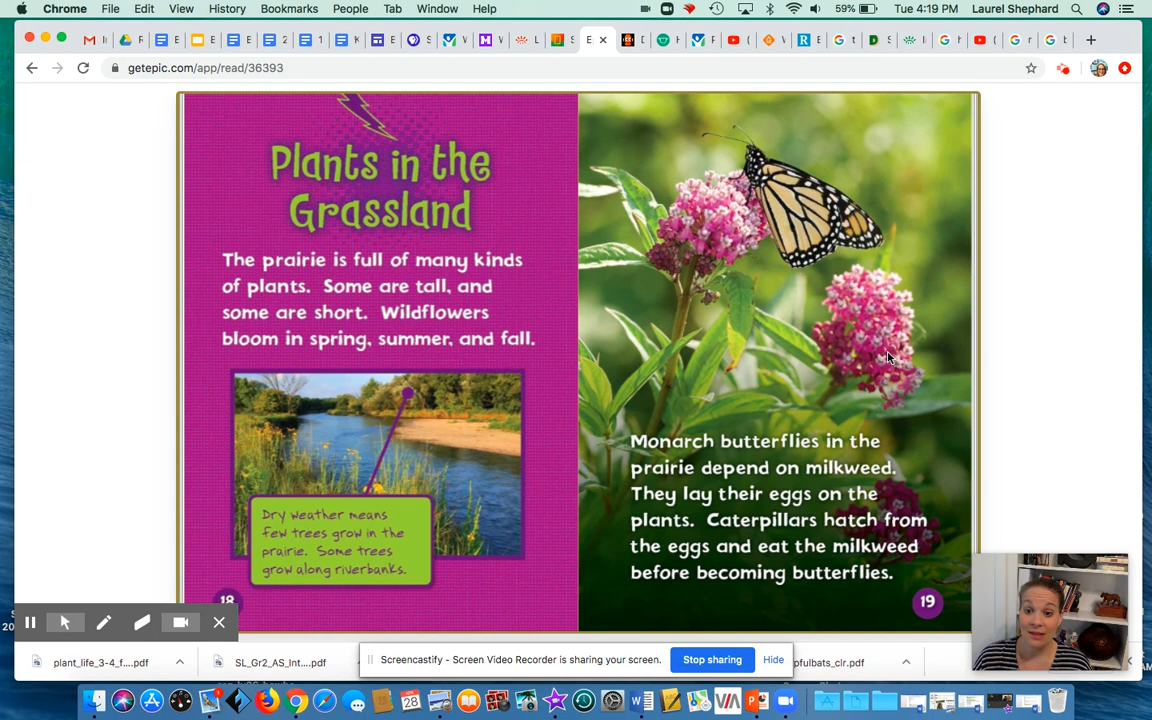 Chrome File Edit View History Bookmarks People Tab Window Help 59% Tue 4:19 PM Laurel Shephard
getepic.com/app/read/36393
Plants in the
Grassland
The prairie is full of many kinds
of plants. Some are tall, and
some are short. Wildflowers
bloom in spring, summer, and fall.
Dry weather means
few trees grow in the
prairie. Some trees
grow along riverbanks.
18
Monarch butterflies in the
prairie depend on milkweed.
They lay their eggs on the
plants. Caterpillars hatch from
the eggs and eat the milkweed
before becoming butterflies.
19
plant_life_3-4_f....pdf SL_Gr2_AS_Int....pdf pfulbats_clr.pdf
Screencastify - Screen Video Recorder is sharing your screen. Stop sharing Hide
28
VIA